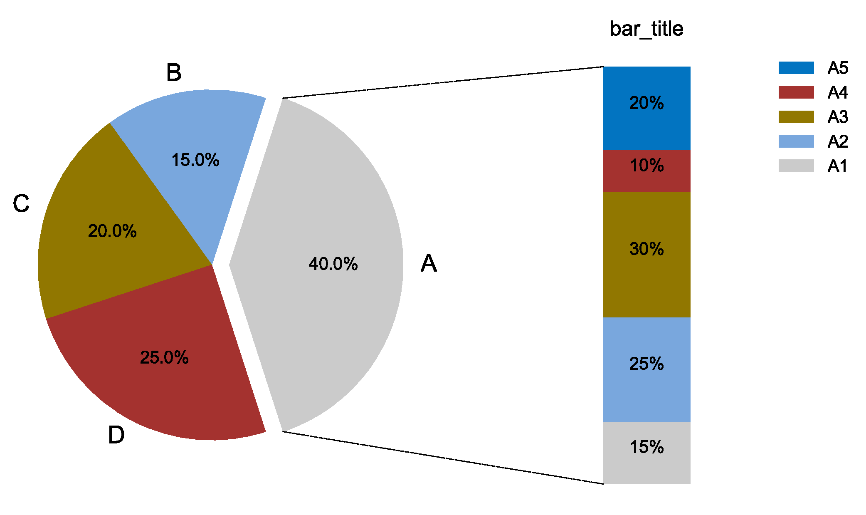 bar_title
B
C
15.0%
20.0%
40.0%
A
25.0%
D
20%
10%
30%
25%
15%
A5
A4
A3
A2
A1